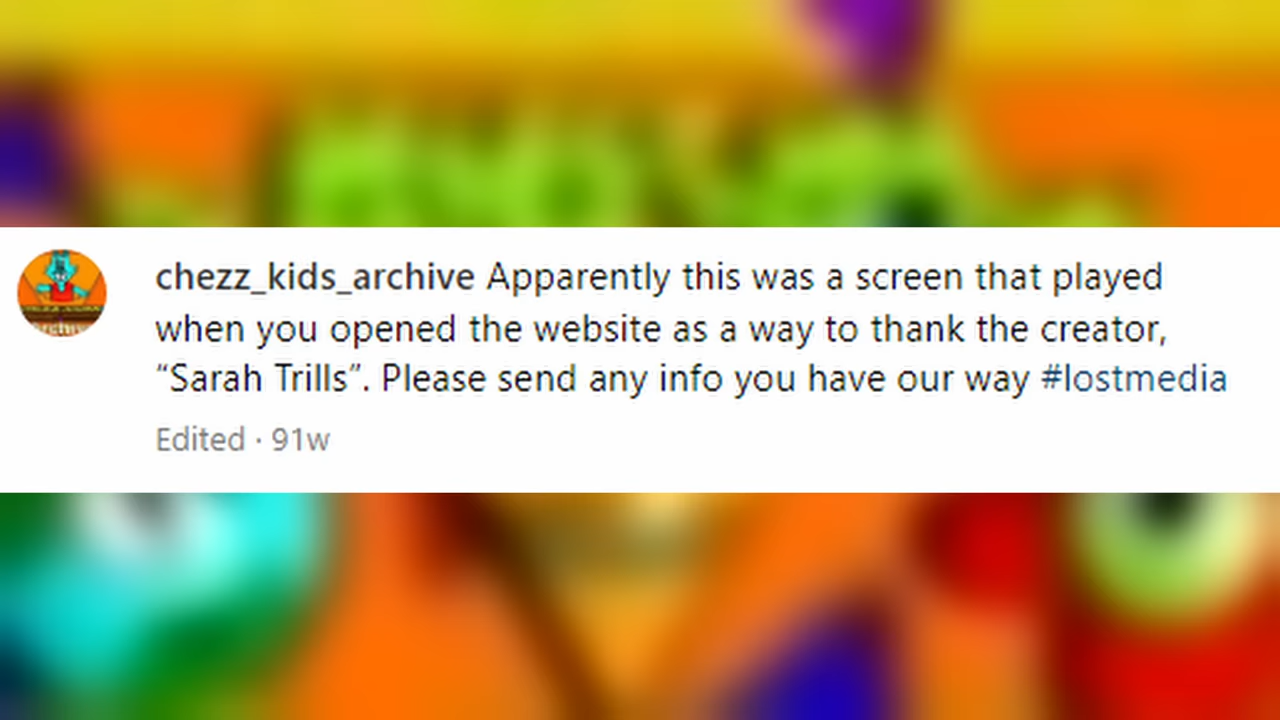 chezz_kids_archive Apparently this was a screen that played
when you opened the website as a way to thank the creator,
“Sarah Trills”. Please send any info you have our way #lostmedia
Edited · 91w